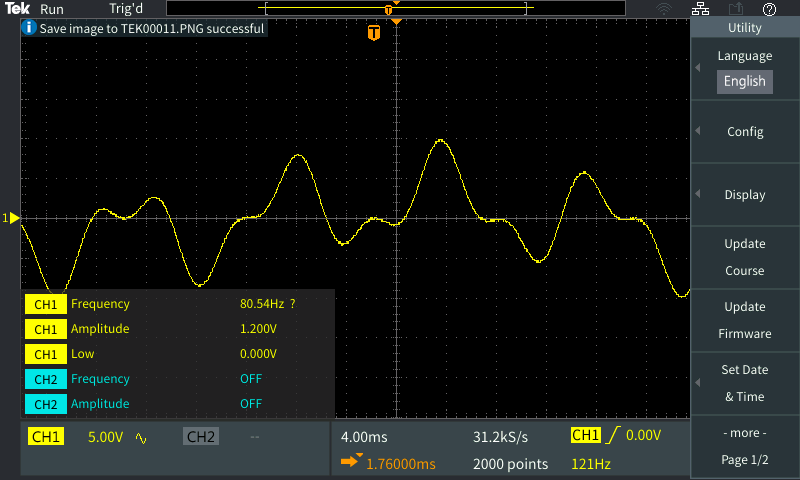 Tek Run Trig'd
T
?
i Save image to TEK00011.PNG successful
T
Utility
Language
English
Config
Display
Update
Course
Update
Firmware
Set Date
& Time
- more -
Page 1/2
1
CH1 Frequency 80.54Hz ?
CH1 Amplitude 1.200V
CH1 Low 0.000V
CH2 Frequency OFF
CH2 Amplitude OFF
CH1 5.00V CH2 --
4.00ms 31.2kS/s CH1 0.00V
1.76000ms 2000 points 121Hz